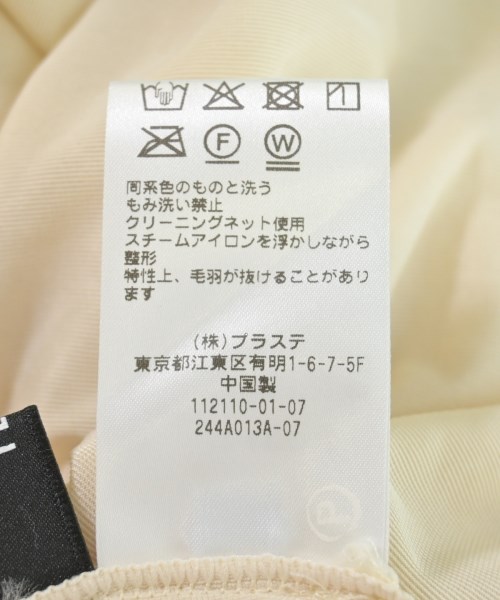 F
W
同系色のものと洗う
もみ洗い禁止
クリーニングネット使用
スチームアイロンを浮かしながら
整形
特性上、毛羽が抜けることがあり
ます
(株)プラステ
東京都江東区有明1-6-7-5F
中国製
112110-01-07
244A013A-07
P